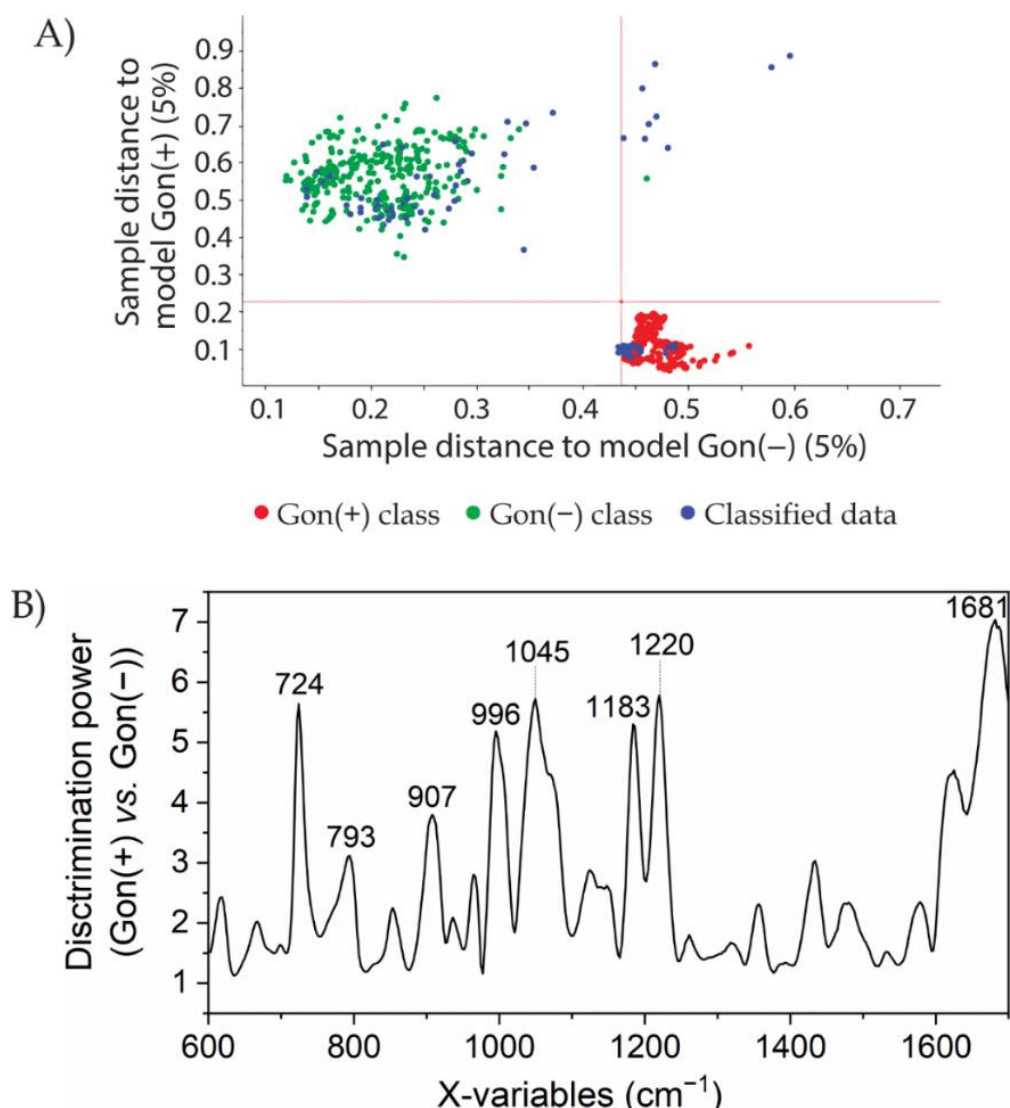 A)
Sample distance to
model Gon(+) (5%)
0.9
0.8
0.7
0.6
0.5
0.4
0.3
0.2
0.1
0.1 0.2 0.3 0.4 0.5 0.6 0.7
Sample distance to model Gon(−) (5%)
Gon(+) class Gon(−) class Classified data
B)
Disctrimination power
(Gon(+) vs. Gon(−))
7
6
5
4
3
2
1
724
793
907
996
1045
1183
1220
1681
600 800 1000 1200 1400 1600
X-variables (cm⁻¹)